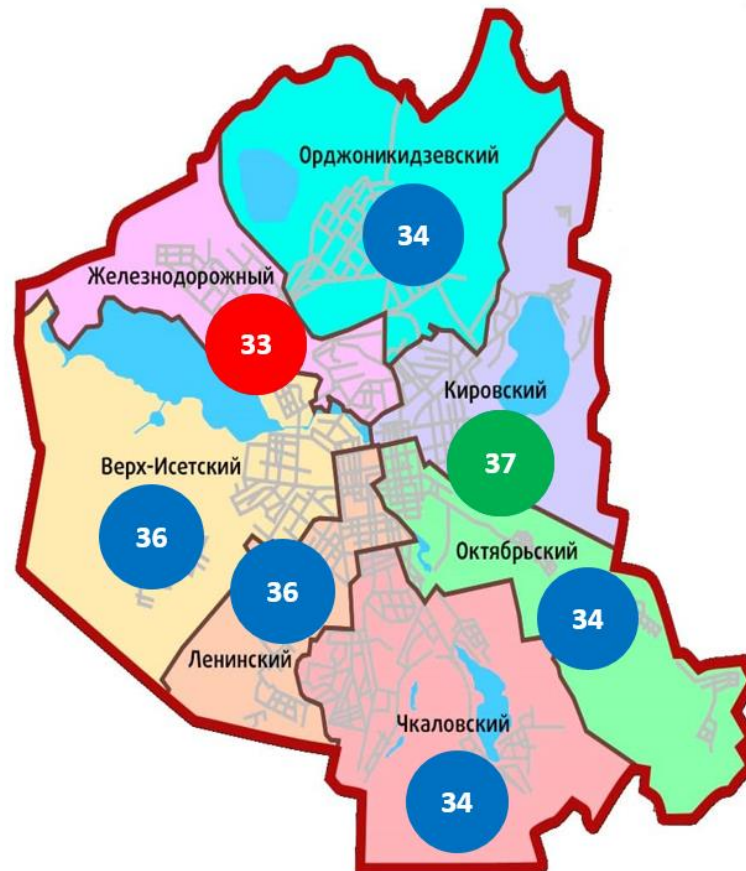 Орджоникидзевский
34
Железнодорожный
33
Кировский
37
Верх-Исетский
36
Октябрьский
34
36
Ленинский
Чкаловский
34